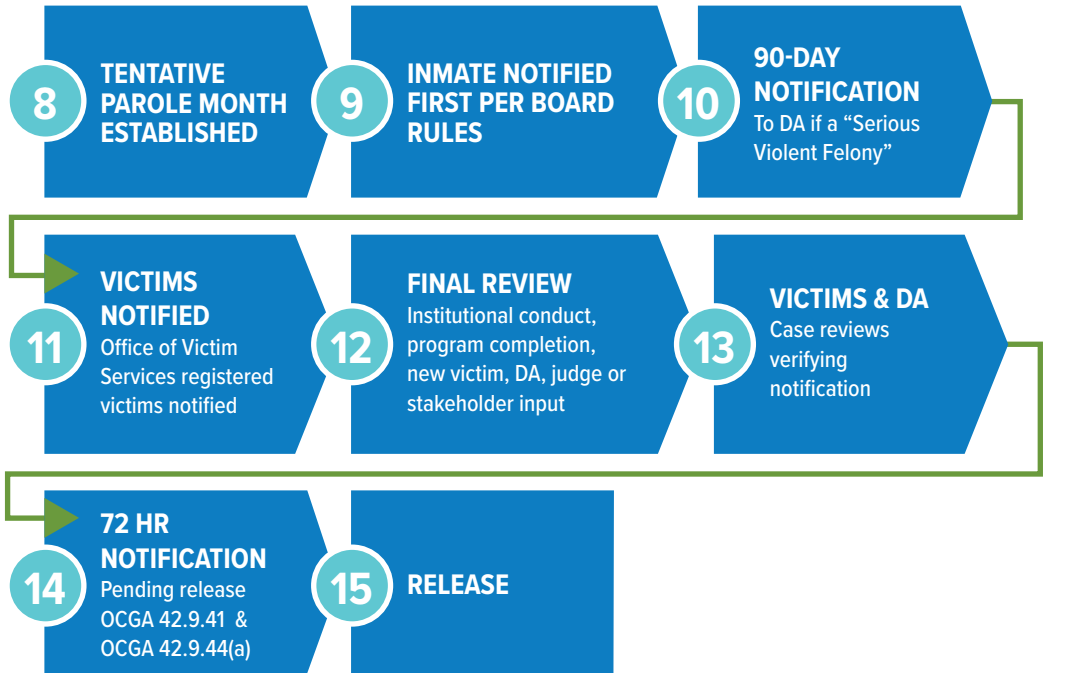 8
TENTATIVE
PAROLE MONTH
ESTABLISHED
9
INMATE NOTIFIED
FIRST PER BOARD
RULES
10
90-DAY
NOTIFICATION
To DA if a “Serious
Violent Felony”
11
VICTIMS
NOTIFIED
Office of Victim
Services registered
victims notified
12
FINAL REVIEW
Institutional conduct,
program completion,
new victim, DA, judge or
stakeholder input
13
VICTIMS & DA
Case reviews
verifying
notification
14
72 HR
NOTIFICATION
Pending release
OCGA 42.9.41 &
OCGA 42.9.44(a)
15
RELEASE